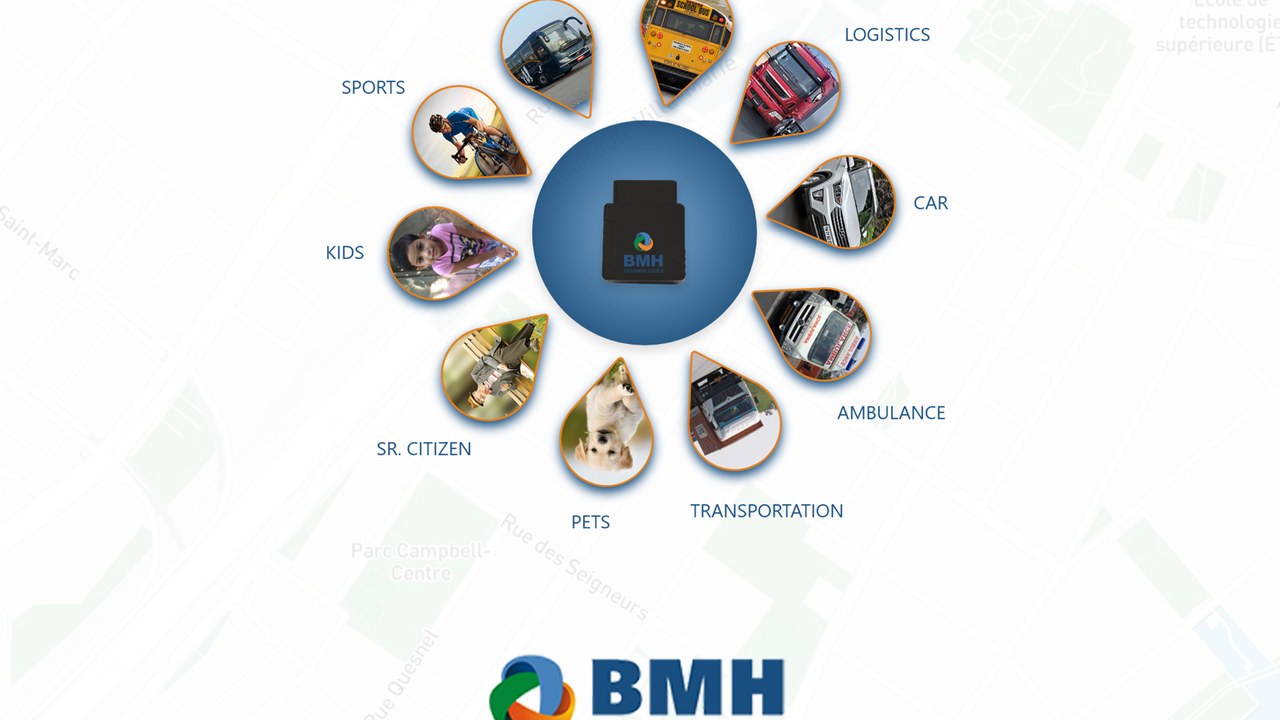 École de
technologie
supérieure (É
LOGISTICS
SCHOOL BUS
SPORTS
Saint-Marc
CAR
KIDS
BMH
TECHNOLOGIES
AMBULANCE
SR. CITIZEN
TRANSPORTATION
PETS
Rue des Seigneurs
Parc Campbell-
Centre
Rue Quesnel
BMH